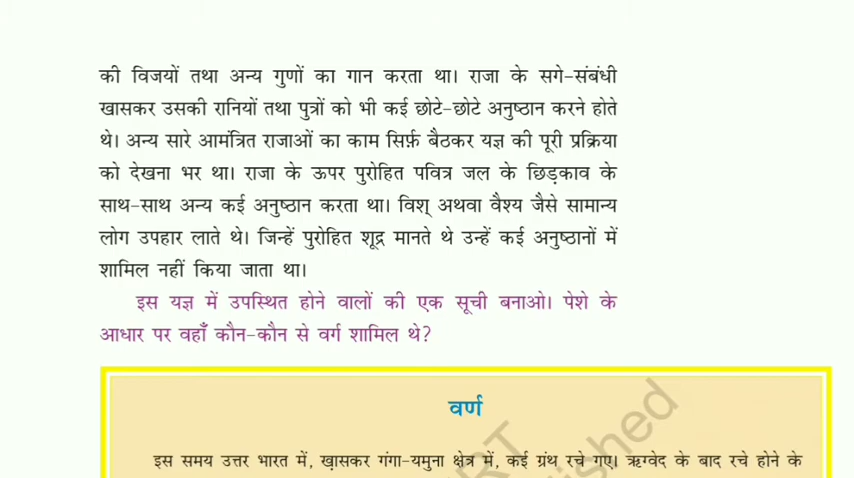 की विजयों तथा अन्य गुणों का गान करता था। राजा के सगे-संबंधी
खासकर उसकी रानियों तथा पुत्रों को भी कई छोटे-छोटे अनुष्ठान करने होते
थे। अन्य सारे आमंत्रित राजाओं का काम सिर्फ़ बैठकर यज्ञ की पूरी प्रक्रिया
को देखना भर था। राजा के ऊपर पुरोहित पवित्र जल के छिड़काव के
साथ-साथ अन्य कई अनुष्ठान करता था। विश् अथवा वैश्य जैसे सामान्य
लोग उपहार लाते थे। जिन्हें पुरोहित शूद्र मानते थे उन्हें कई अनुष्ठानों में
शामिल नहीं किया जाता था।
इस यज्ञ में उपस्थित होने वालों की एक सूची बनाओ। पेशे के
आधार पर वहाँ कौन-कौन से वर्ग शामिल थे?
वर्ण
इस समय उत्तर भारत में, ख़ासकर गंगा-यमुना क्षेत्र में, कई ग्रंथ रचे गए। ऋग्वेद के बाद रचे होने के